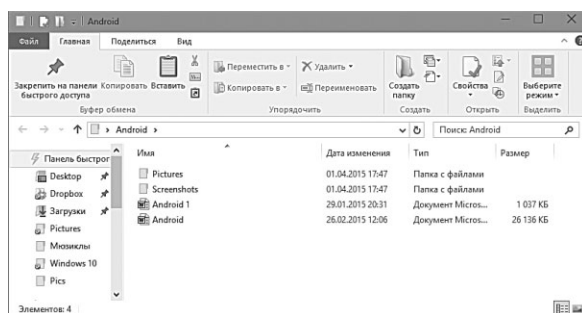 Android
Файл Главная Поделиться Вид
Закрепить на панели быстрого доступа Копировать Вставить
Переместить в Удалить
Копировать в Переименовать
Создать папку Свойства Выберите режим
Буфер обмена Упорядочить Создать Открыть Выделить
Android Поиск: Android
Панель быстрог
Desktop
Dropbox
Загрузки
Pictures
Мюзиклы
Windows 10
Pics
Имя Дата изменения Тип Размер
Pictures 01.04.2015 17:47 Папка с файлами
Screenshots 01.04.2015 17:47 Папка с файлами
Android 1 29.01.2015 20:31 Документ Micros... 1 037 КБ
Android 26.02.2015 12:06 Документ Micros... 26 136 КБ
Элементов: 4